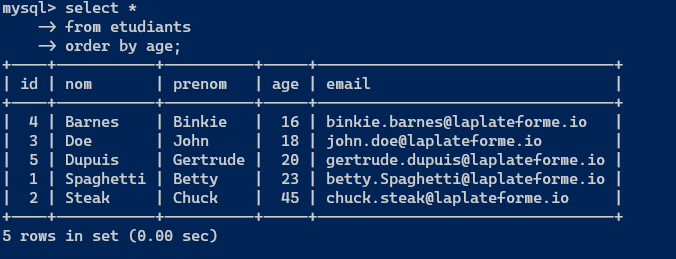 mysql> select *
    -> from etudiants
    -> order by age;
+----+-----------+----------+-----+--------------------------------+
| id | nom       | prenom   | age | email                          |
+----+-----------+----------+-----+--------------------------------+
|  4 | Barnes    | Binkie   |  16 | binkie.barnes@laplateforme.io  |
|  3 | Doe       | John     |  18 | john.doe@laplateforme.io       |
|  5 | Dupuis    | Gertrude |  20 | gertrude.dupuis@laplateforme.io |
|  1 | Spaghetti | Betty    |  23 | betty.Spaghetti@laplateforme.io |
|  2 | Steak     | Chuck    |  45 | chuck.steak@laplateforme.io    |
+----+-----------+----------+-----+--------------------------------+
5 rows in set (0.00 sec)